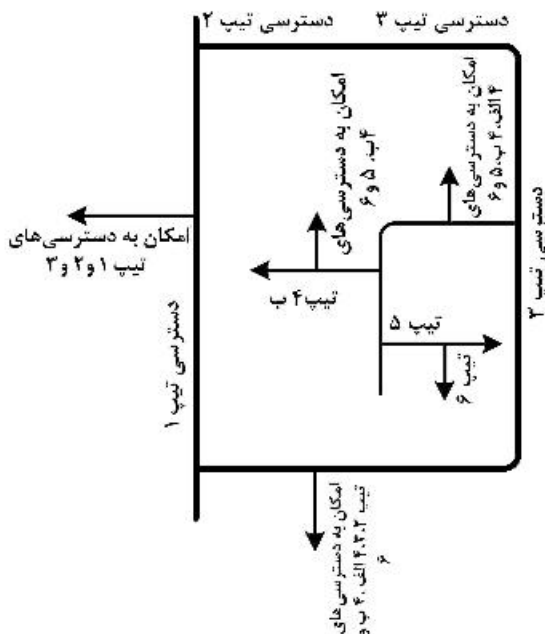 دسترسی تیپ ۲
دسترسی تیپ ۳
امکان به دسترسی‌های
۴ب، ۵ و ۶
امکان به دسترسی‌های
۴ الف، ۴ ب، ۵ و ۶
امکان به دسترسی‌های
تیپ ۱ و ۲ و ۳
تیپ ۴ ب
تیپ ۵
تیپ ۶
دسترسی تیپ ۳
دسترسی تیپ ۱
امکان به دسترسی‌های
تیپ ۲، ۳، ۴ الف، ۴ ب و
۶